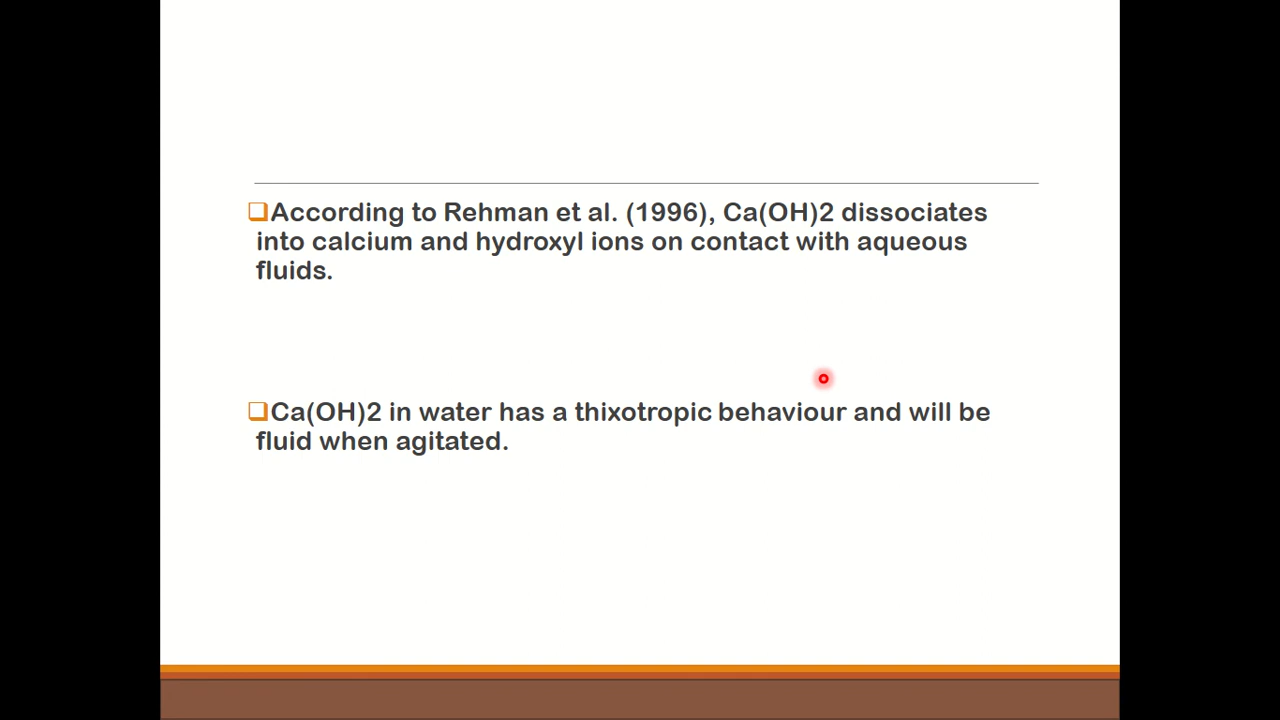 According to Rehman et al. (1996), Ca(OH)2 dissociates
into calcium and hydroxyl ions on contact with aqueous
fluids.
Ca(OH)2 in water has a thixotropic behaviour and will be
fluid when agitated.